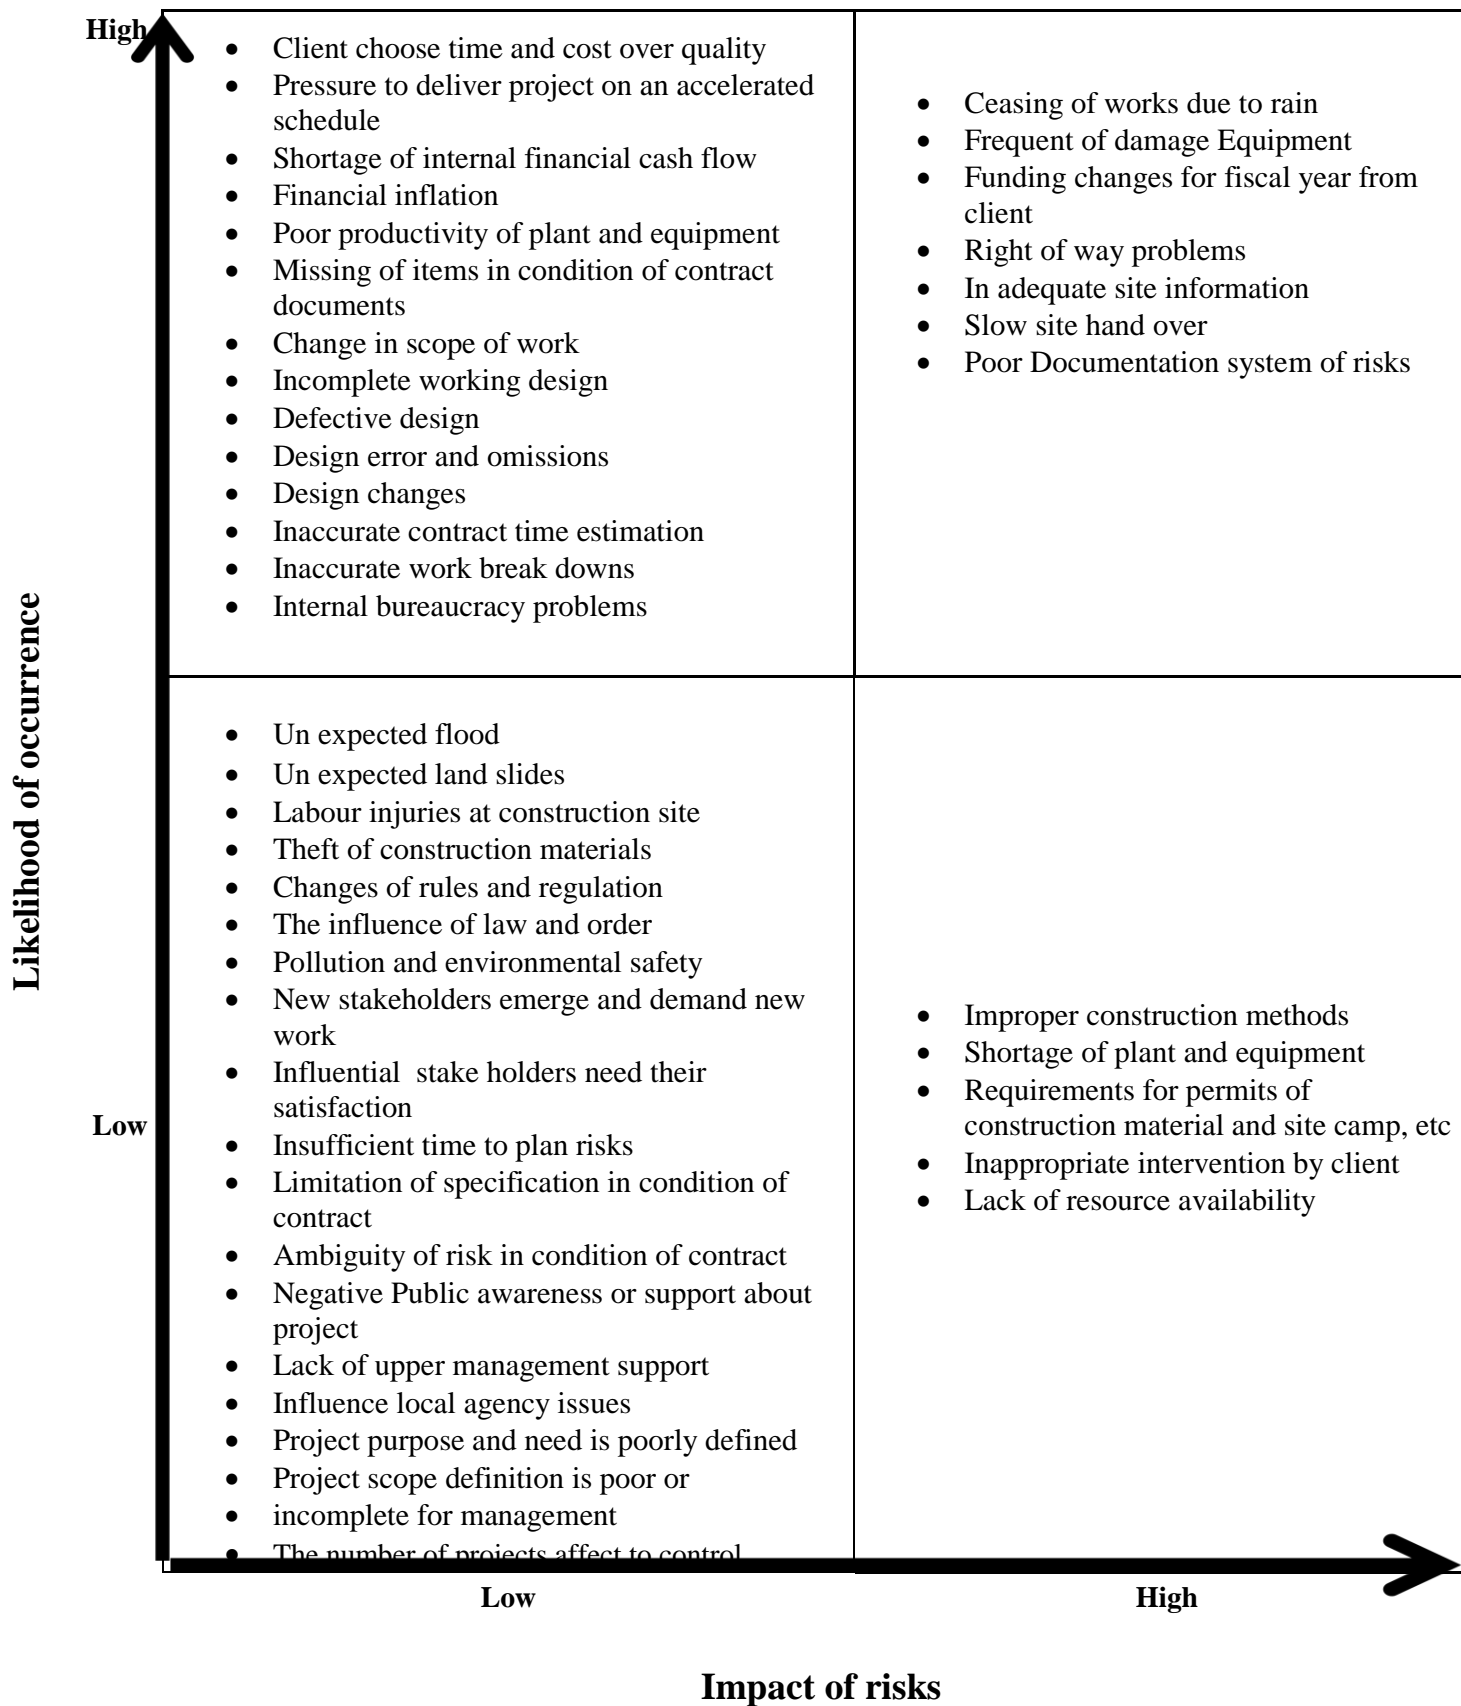 High
• Client choose time and cost over quality
• Pressure to deliver project on an accelerated
schedule
• Shortage of internal financial cash flow
• Financial inflation
• Poor productivity of plant and equipment
• Missing of items in condition of contract
documents
• Change in scope of work
• Incomplete working design
• Defective design
• Design error and omissions
• Design changes
• Inaccurate contract time estimation
• Inaccurate work break downs
• Internal bureaucracy problems
• Ceasing of works due to rain
• Frequent of damage Equipment
• Funding changes for fiscal year from
client
• Right of way problems
• In adequate site information
• Slow site hand over
• Poor Documentation system of risks
Likelihood of occurrence
Low
• Un expected flood
• Un expected land slides
• Labour injuries at construction site
• Theft of construction materials
• Changes of rules and regulation
• The influence of law and order
• Pollution and environmental safety
• New stakeholders emerge and demand new
work
• Influential stake holders need their
satisfaction
• Insufficient time to plan risks
• Limitation of specification in condition of
contract
• Ambiguity of risk in condition of contract
• Negative Public awareness or support about
project
• Lack of upper management support
• Influence local agency issues
• Project purpose and need is poorly defined
• Project scope definition is poor or
• incomplete for management
• The number of projects affect to control
• Improper construction methods
• Shortage of plant and equipment
• Requirements for permits of
construction material and site camp, etc
• Inappropriate intervention by client
• Lack of resource availability
Low
High
Impact of risks